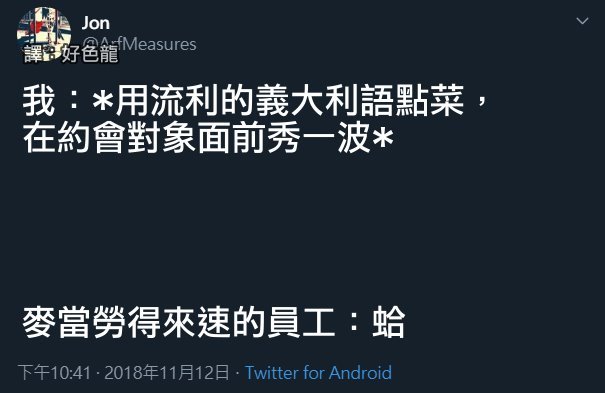 Jon
@ArfMeasures
譯：好色龍
我：*用流利的義大利語點菜，
在約會對象面前秀一波*
麥當勞得來速的員工：蛤
下午10:41 · 2018年11月12日 · Twitter for Android